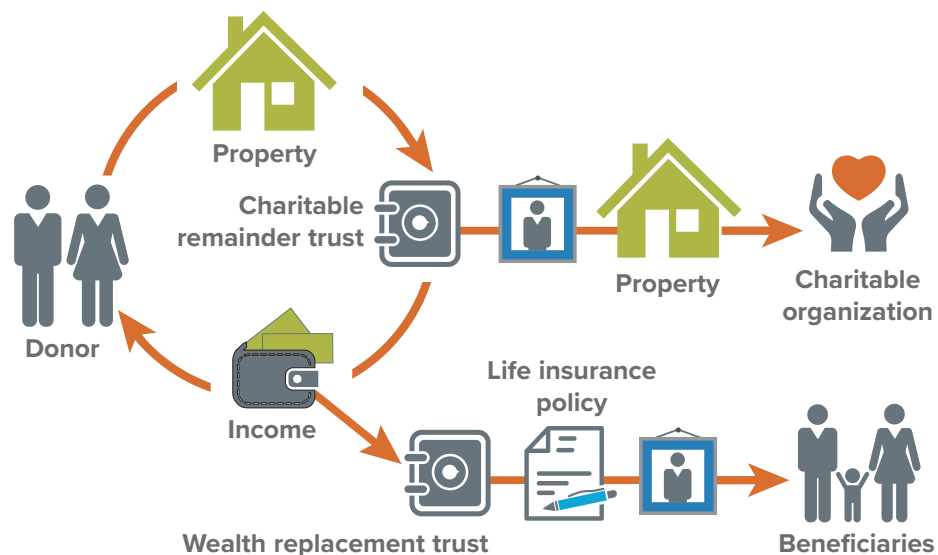 Property
Charitable
remainder trust
Property
Charitable
organization
Donor
Income
Life insurance
policy
Wealth replacement trust
Beneficiaries